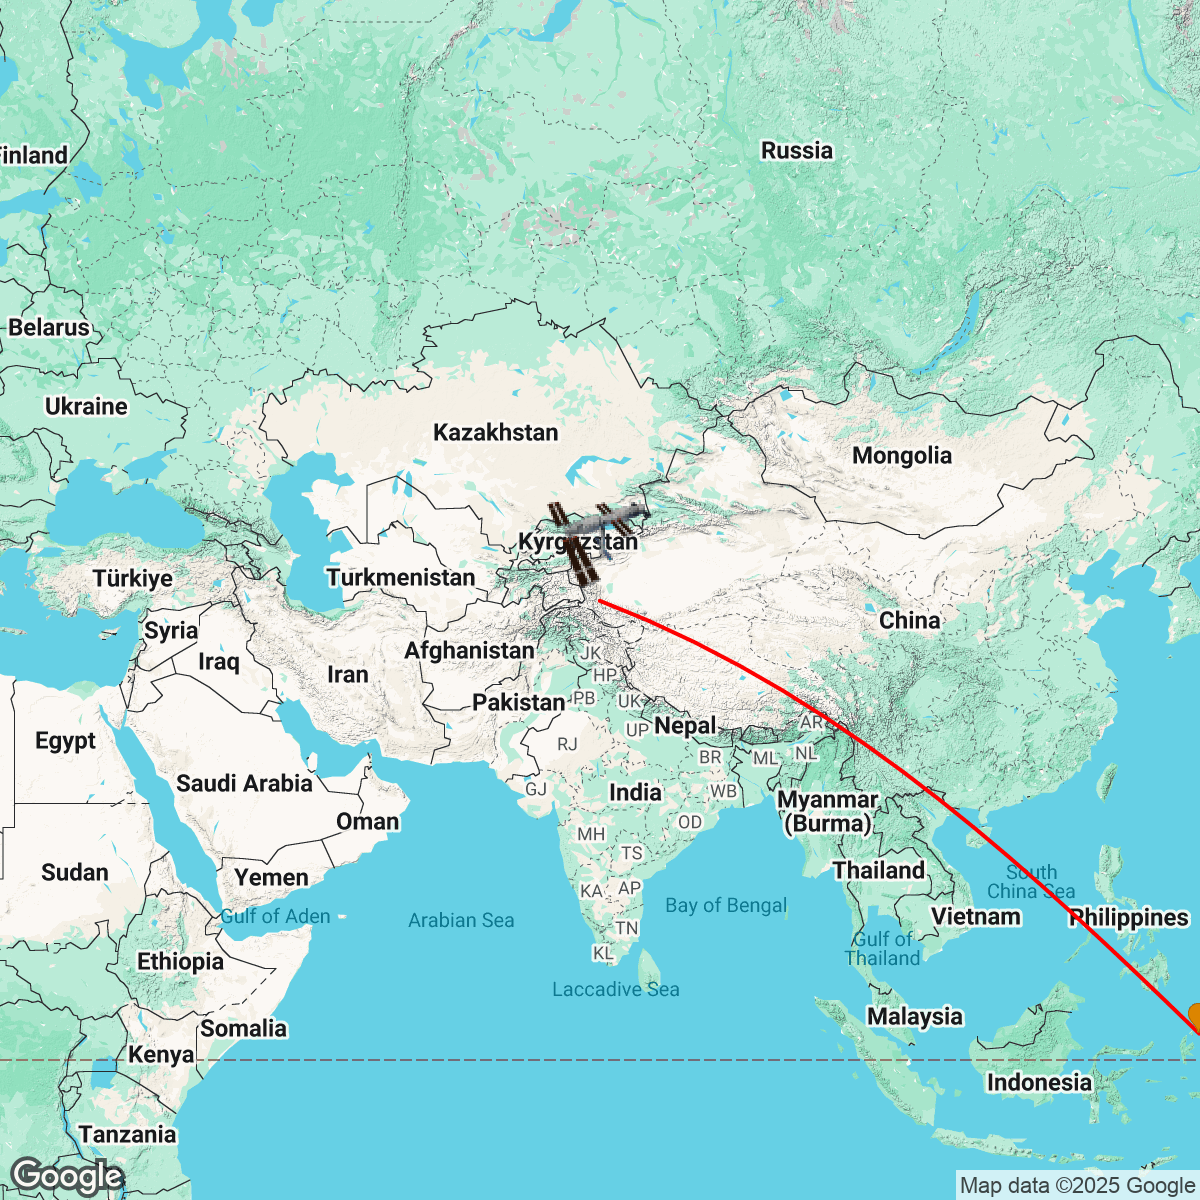 Russia
Finland
Belarus
Ukraine
Kazakhstan
Mongolia
Kyrgyzstan
Türkiye
Turkmenistan
Syria
China
Afghanistan
JK
Iraq
Iran
HP
Pakistan
PB
UK
Nepal
AR
UP
Egypt
RJ
BR
ML
NL
Saudi Arabia
GJ
India
WB
Myanmar
(Burma)
Oman
OD
MH
TS
Sudan
Yemen
Thailand
South
China Sea
KA
AP
Gulf of Aden
Arabian Sea
Bay of Bengal
Vietnam
Philippines
TN
Gulf of
Thailand
KL
Ethiopia
Laccadive Sea
Malaysia
Somalia
Kenya
Indonesia
Tanzania
Google
Map data ©2025 Google